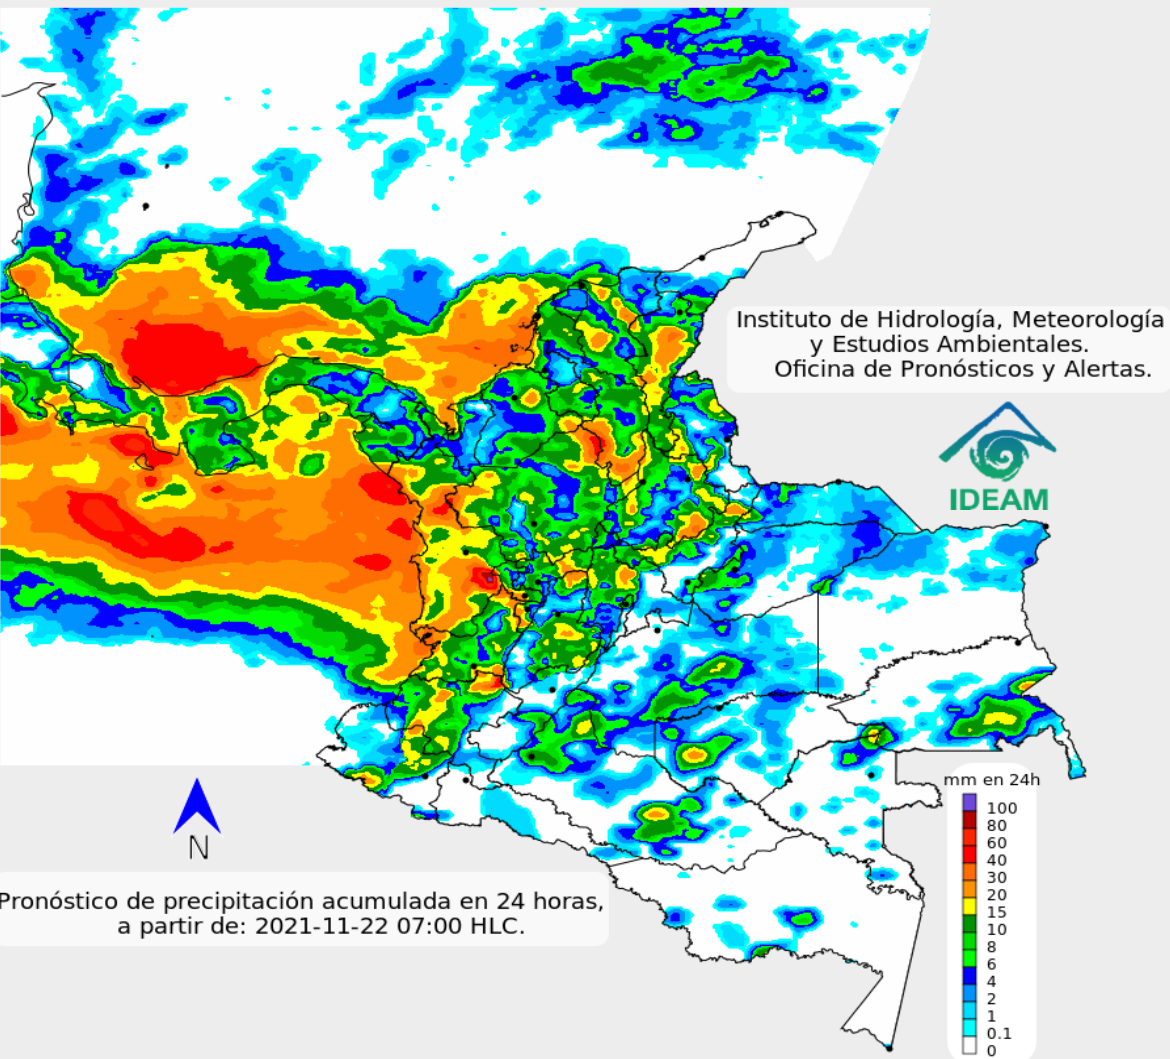 Instituto de Hidrología, Meteorología
y Estudios Ambientales.
Oficina de Pronósticos y Alertas.
IDEAM
mm en 24h
100
80
60
40
30
20
15
10
8
6
4
2
1
0.1
0
N
Pronóstico de precipitación acumulada en 24 horas,
a partir de: 2021-11-22 07:00 HLC.